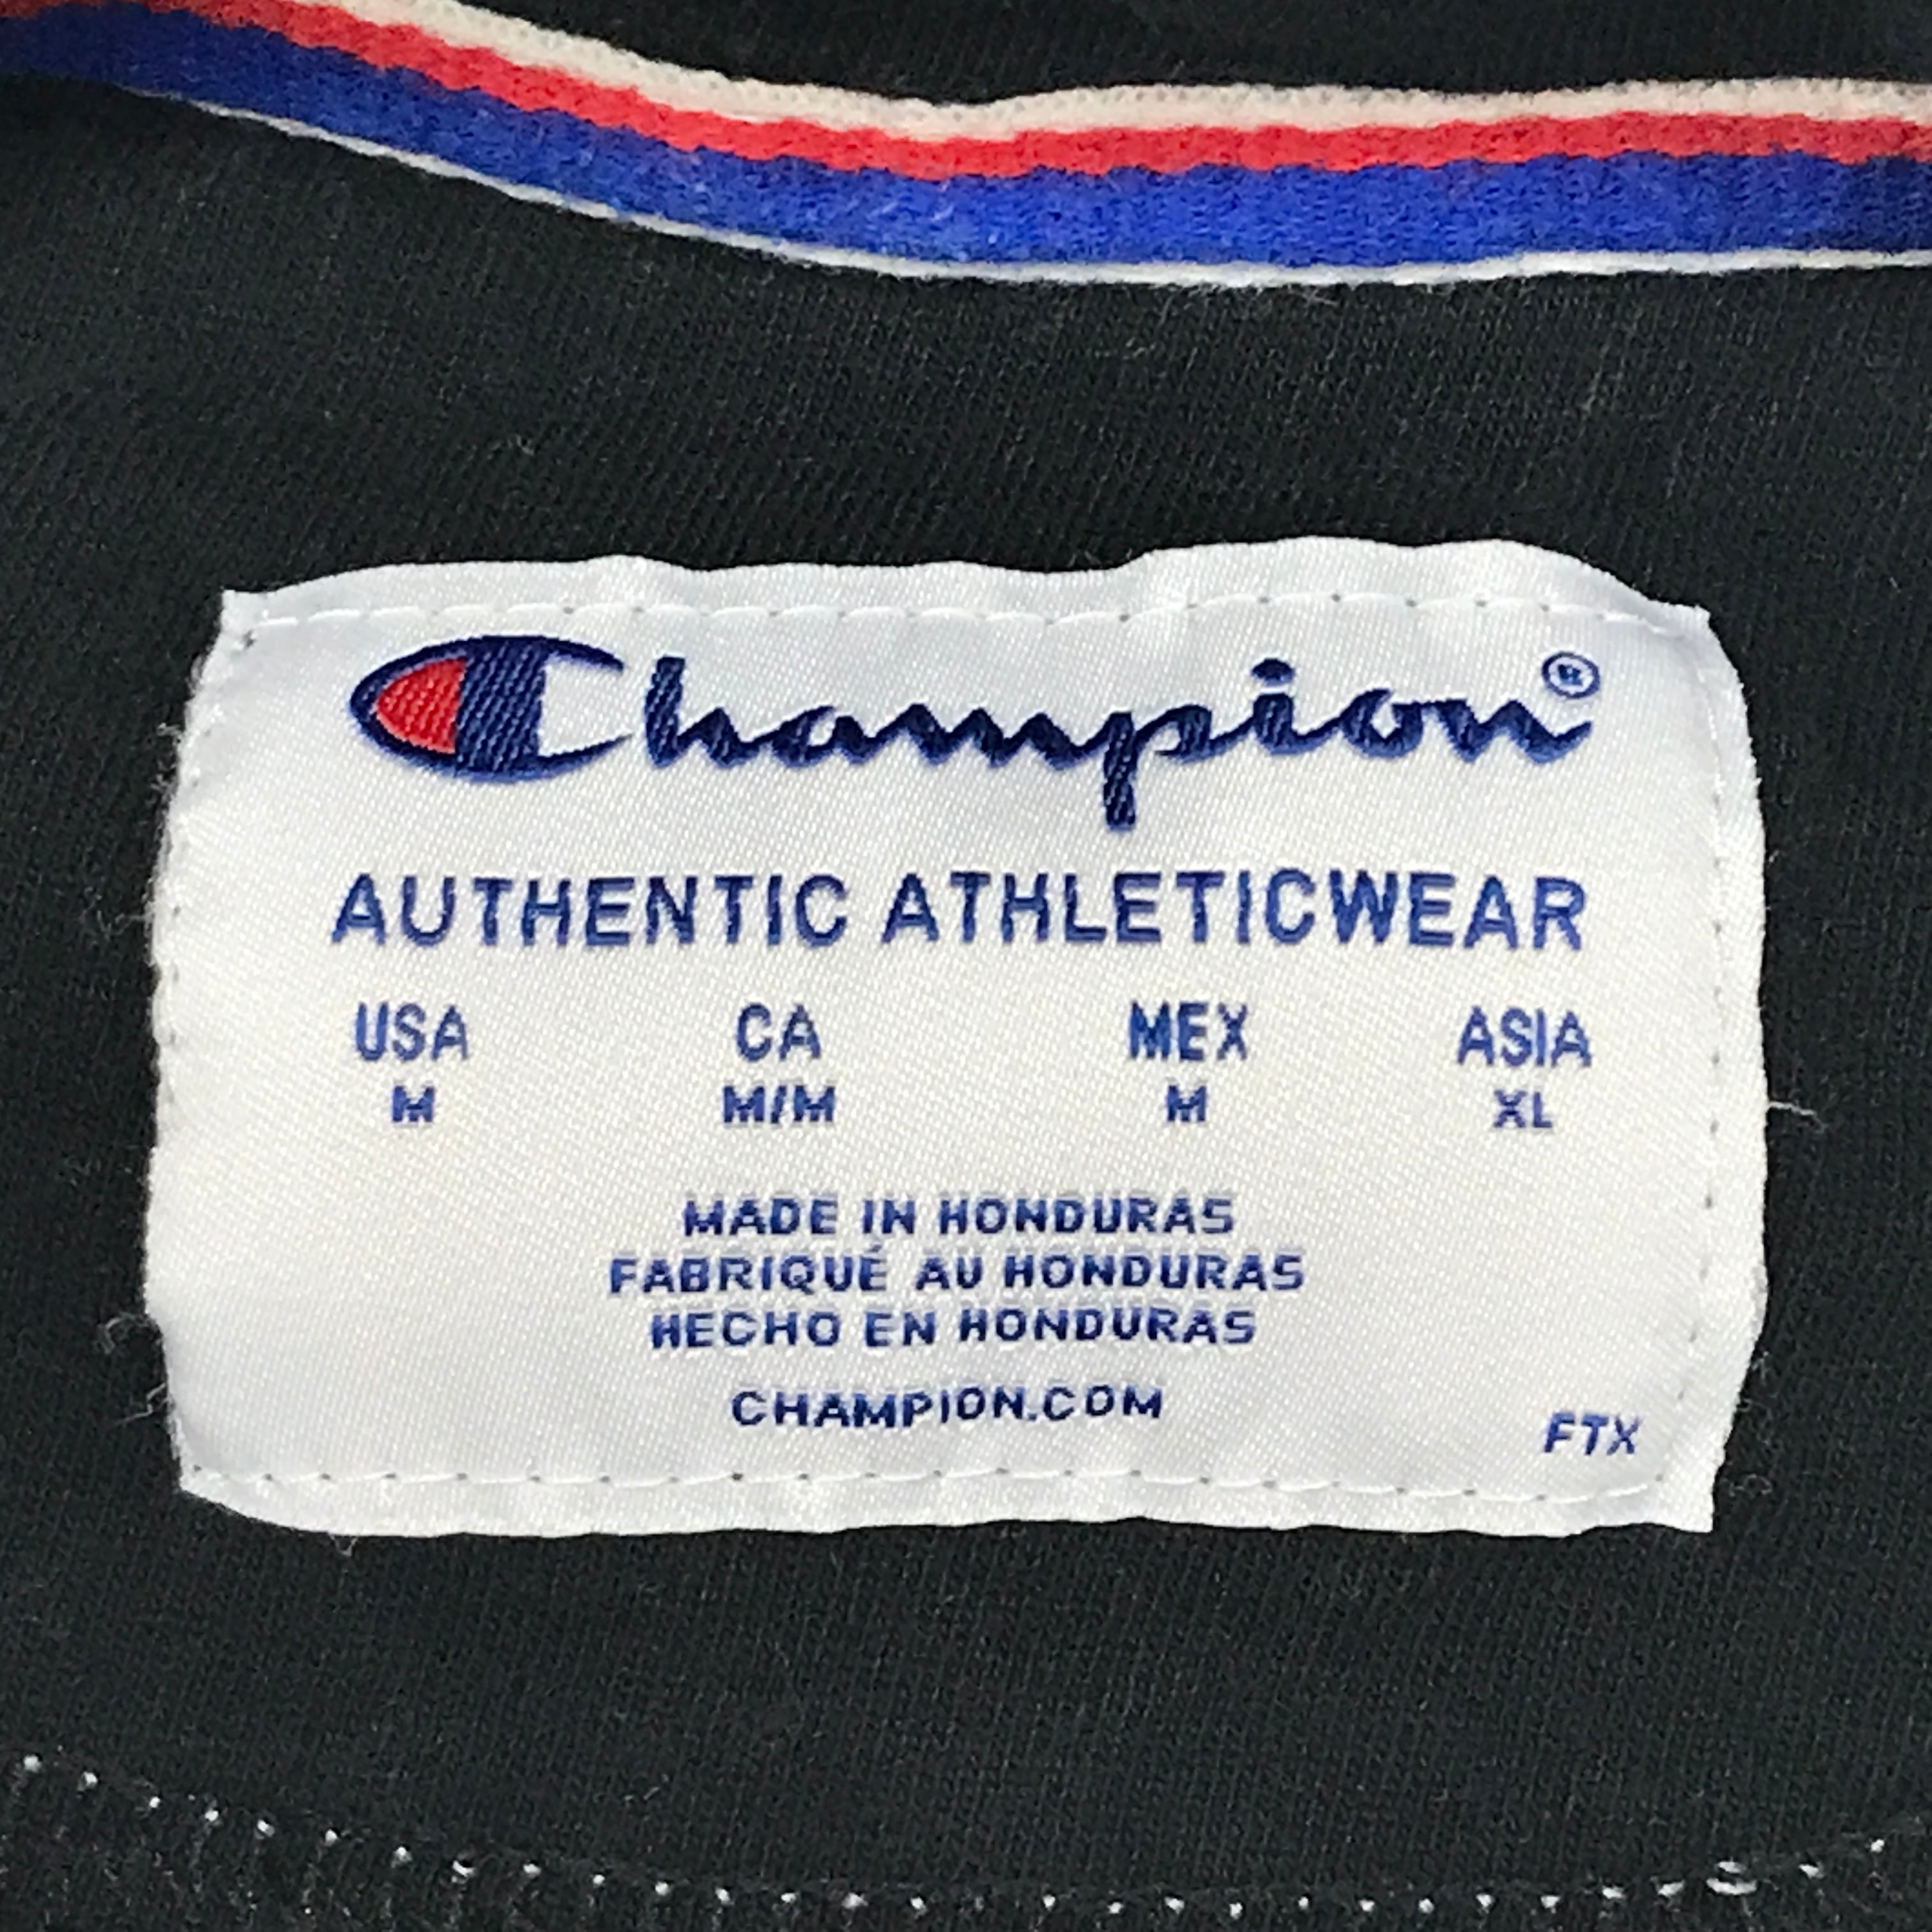 Champion®
AUTHENTIC ATHLETICWEAR
USA CA MEX ASIA
M M/M M XL
MADE IN HONDURAS
FABRIQUÉ AU HONDURAS
HECHO EN HONDURAS
CHAMPION.COM
FTX